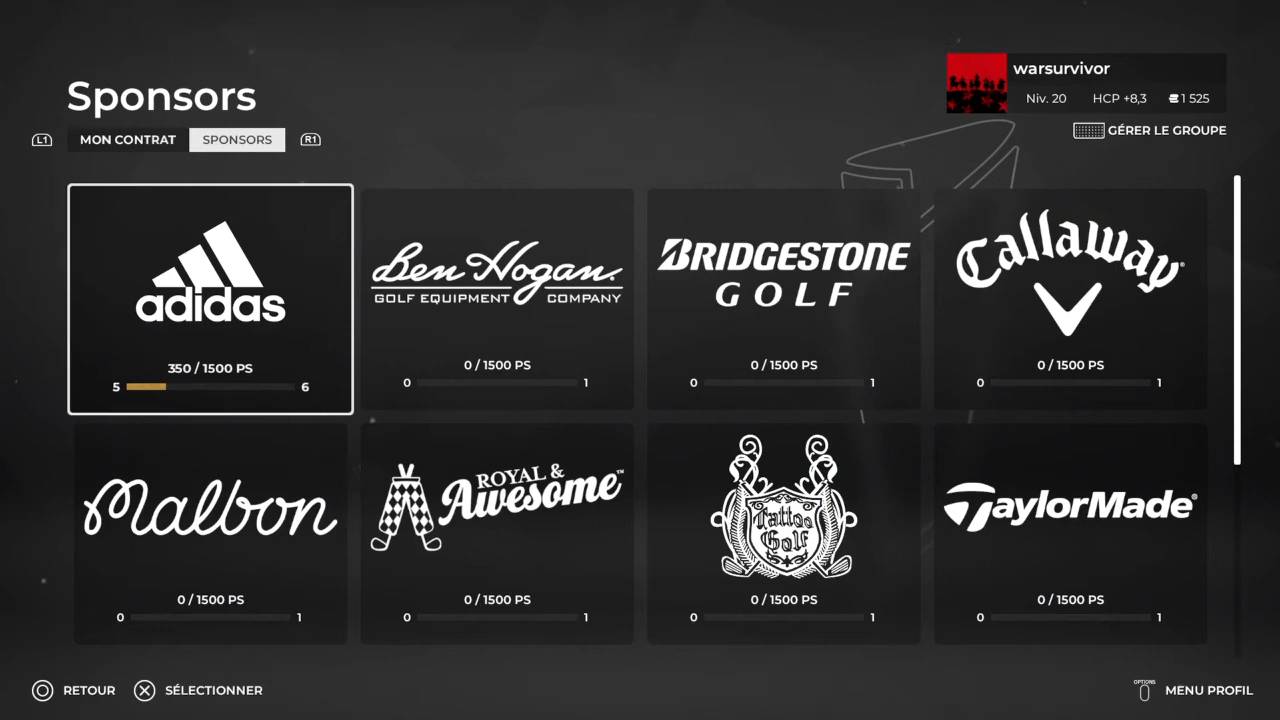 warsurvivor
Sponsors
Niv. 20 HCP +8,3 1 525
L1 MON CONTRAT SPONSORS R1
GÉRER LE GROUPE
adidas
350 / 1500 PS
5 6
Ben Hogan.
GOLF EQUIPMENT COMPANY
0 / 1500 PS
0 1
BRIDGESTONE
GOLF
0 / 1500 PS
0 1
Callaway®
0 / 1500 PS
0 1
Malbon
0 / 1500 PS
0 1
ROYAL &
Awesome™
0 / 1500 PS
0 1
Tattoo
Golf
0 / 1500 PS
0 1
TaylorMade®
0 / 1500 PS
0 1
RETOUR SÉLECTIONNER
OPTIONS
MENU PROFIL